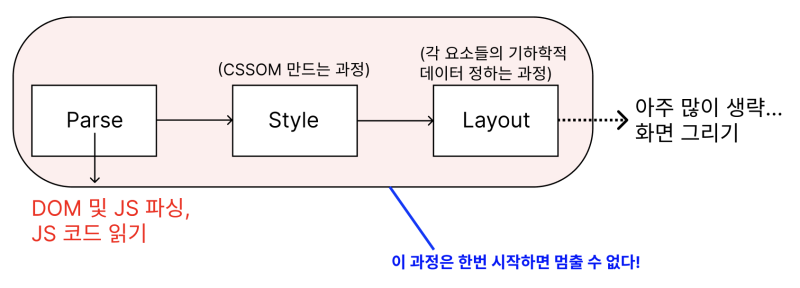 (CSSOM 만드는 과정)
(각 요소들의 기하학적
데이터 정하는 과정)
Parse
Style
Layout
아주 많이 생략...
화면 그리기
DOM 및 JS 파싱,
JS 코드 읽기
이 과정은 한번 시작하면 멈출 수 없다!